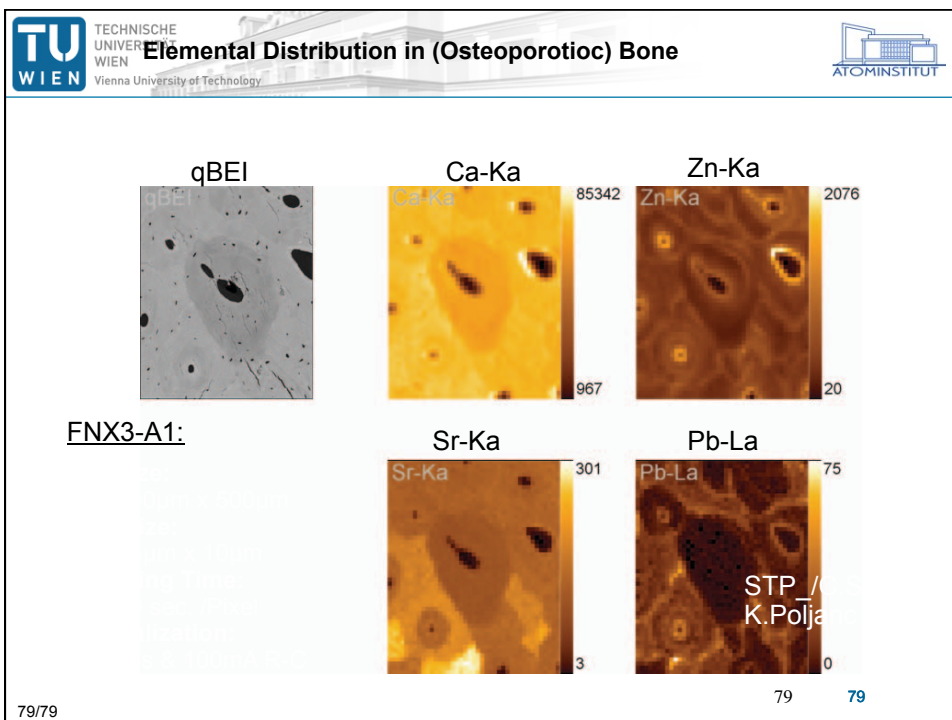 TU
WIEN
TECHNISCHE
UNIVERSITÄT
WIEN
Vienna University of Technology
Elemental Distribution in (Osteoporotioc) Bone
ATOMINSTITUT
qBEI
Ca-Ka
Zn-Ka
qBEI
Ca-Ka
85342
967
Zn-Ka
2076
20
FNX3-A1:
Sr-Ka
Pb-La
Sr-Ka
301
3
Pb-La
75
0
STP_/
79/79
79
79